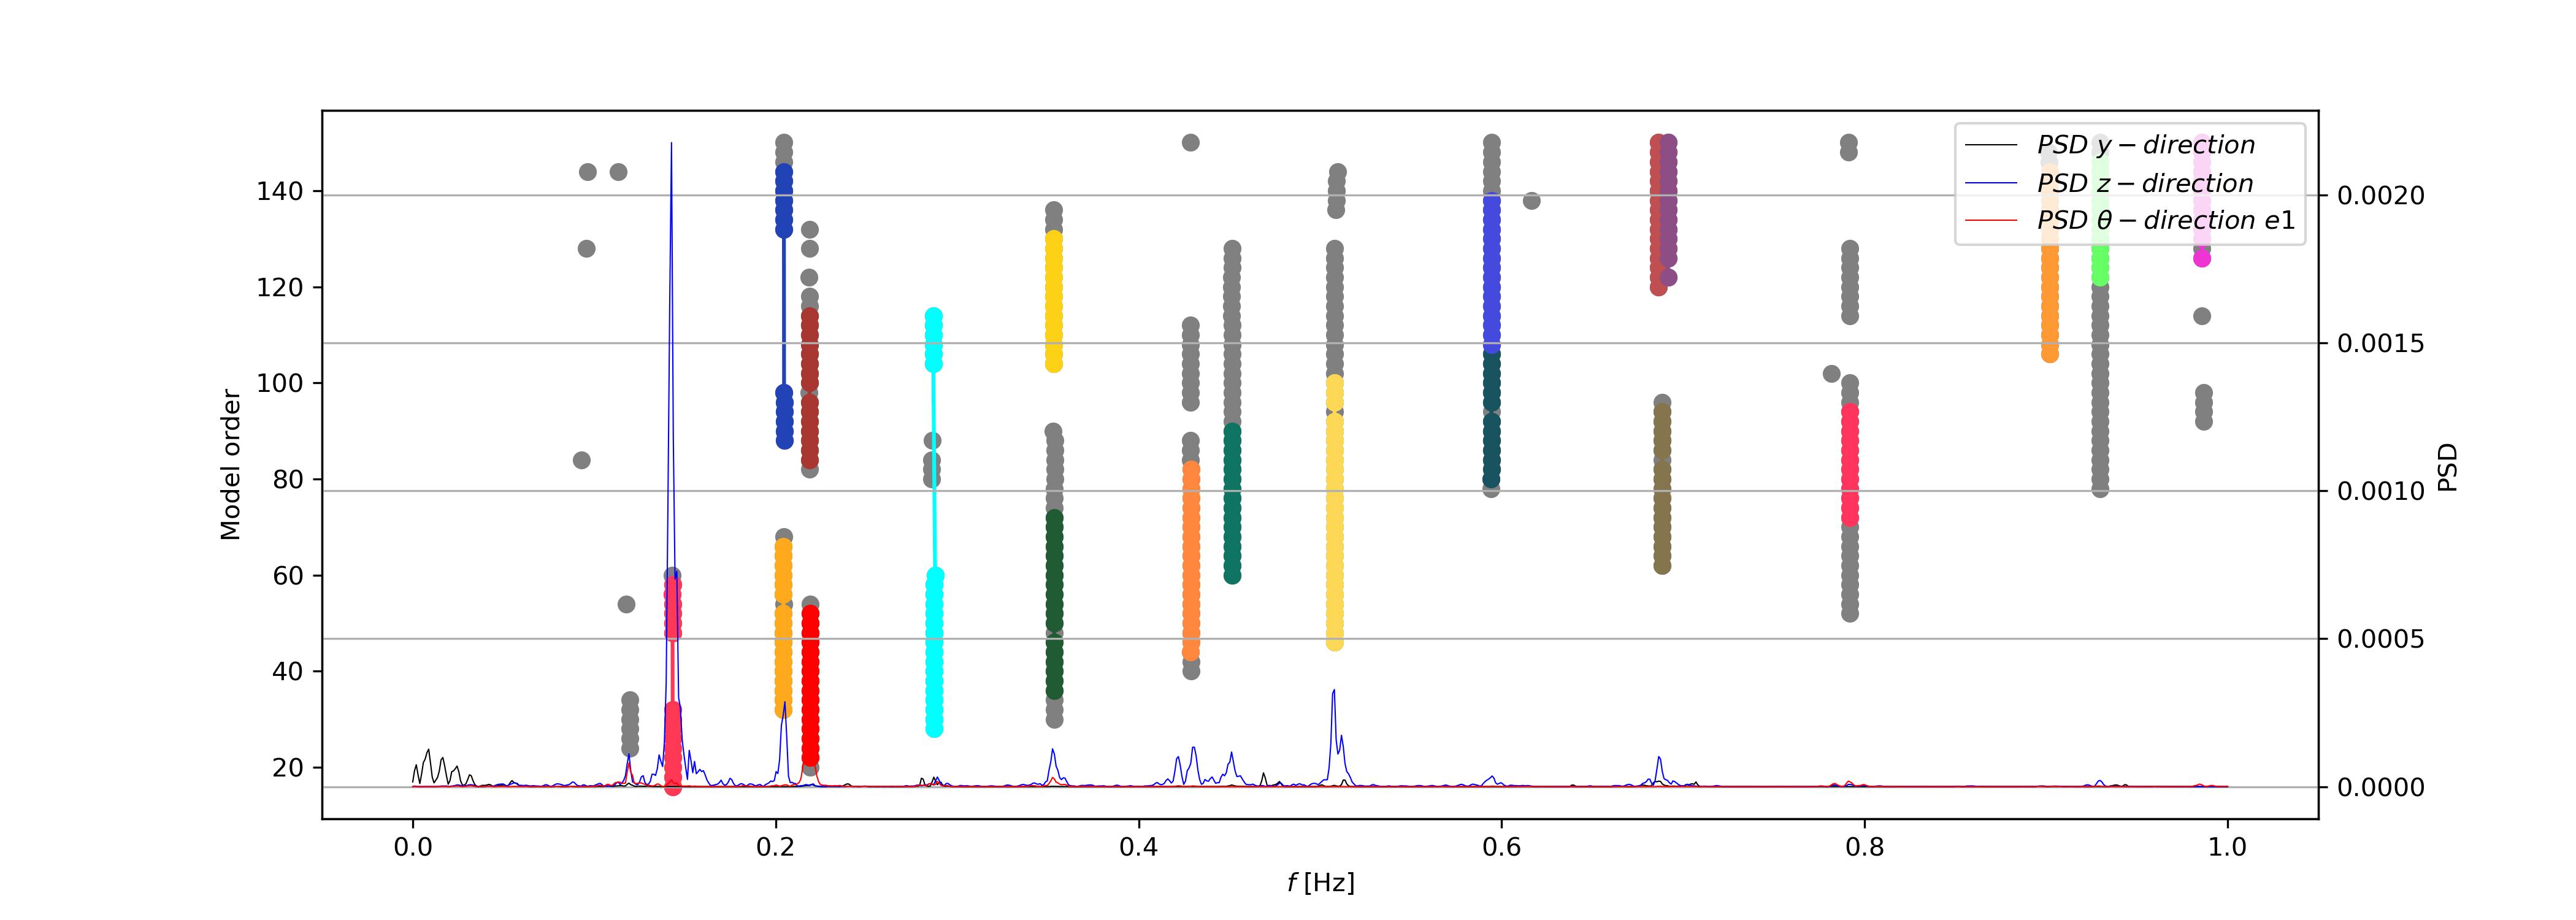 PSD y − direction
PSD z − direction
PSD θ − direction e1
Model order
140
120
100
80
60
40
20
0.0020
0.0015
0.0010
0.0005
0.0000
PSD
0.0 0.2 0.4 0.6 0.8 1.0
f [Hz]